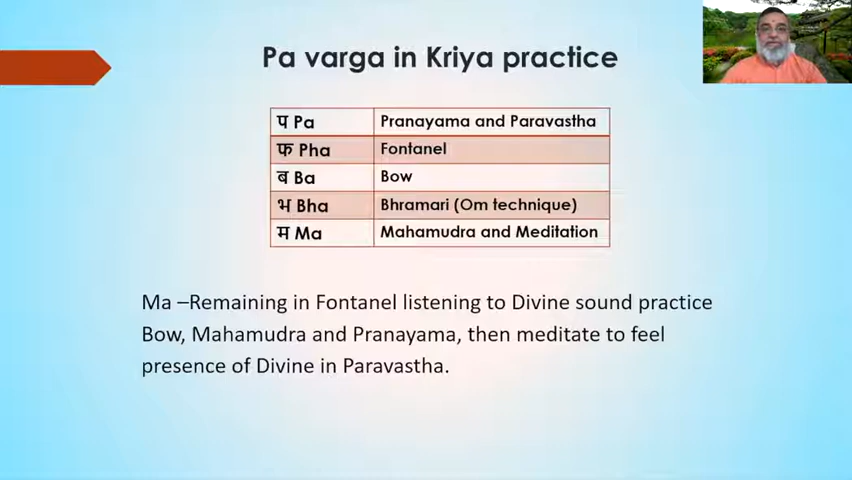 Pa varga in Kriya practice
प Pa Pranayama and Paravastha
फ Pha Fontanel
ब Ba Bow
भ Bha Bhramari (Om technique)
म Ma Mahamudra and Meditation
Ma –Remaining in Fontanel listening to Divine sound practice
Bow, Mahamudra and Pranayama, then meditate to feel
presence of Divine in Paravastha.